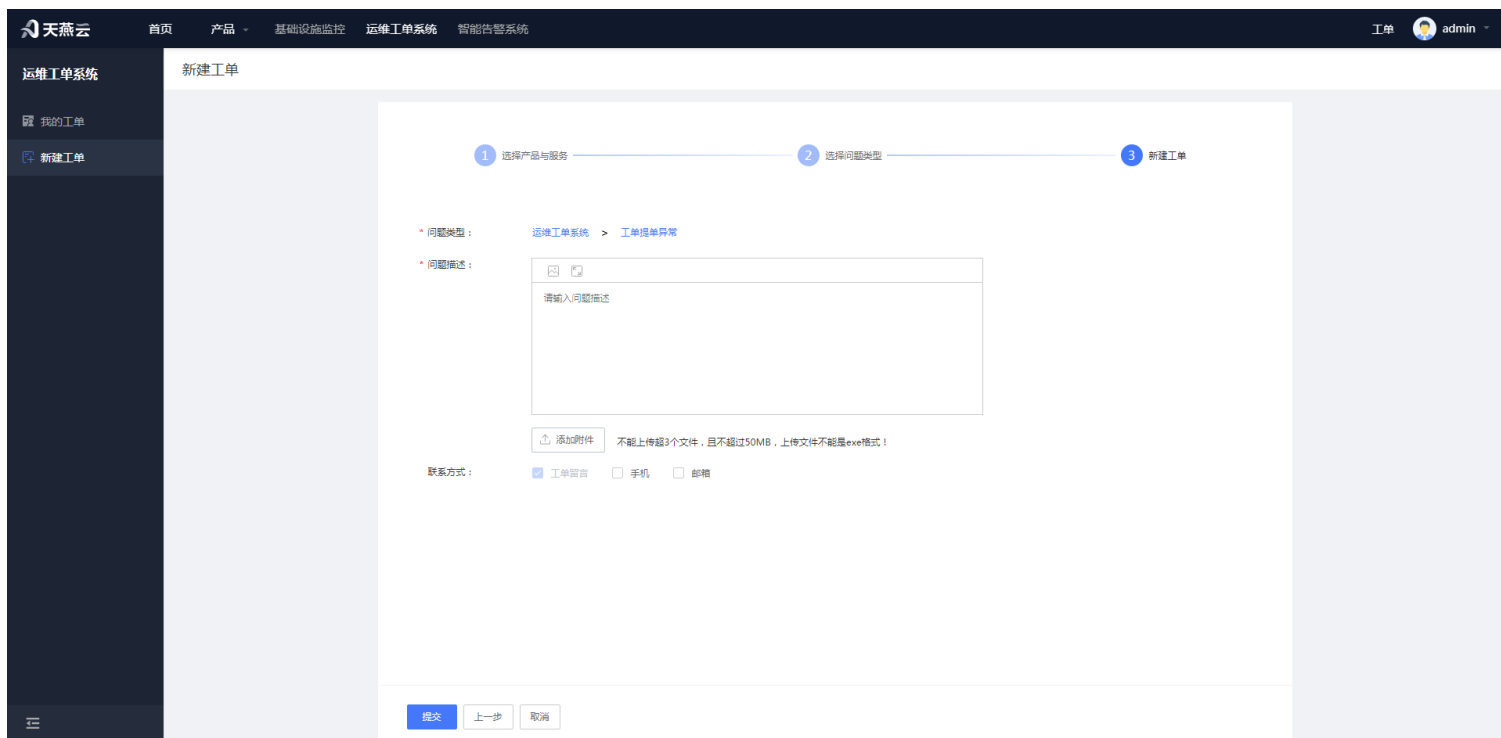 天燕云 首页 产品 基础设施监控 运维工单系统 智能告警系统 工单 admin
运维工单系统
新建工单
我的工单
新建工单
1 选择产品与服务 2 选择问题类型 3 新建工单
* 问题类型： 运维工单系统 > 工单提单异常
* 问题描述：
请输入问题描述
添加附件 不能上传超3个文件，且不超过50MB，上传文件不能是exe格式！
联系方式： 工单留言 手机 邮箱
提交 上一步 取消